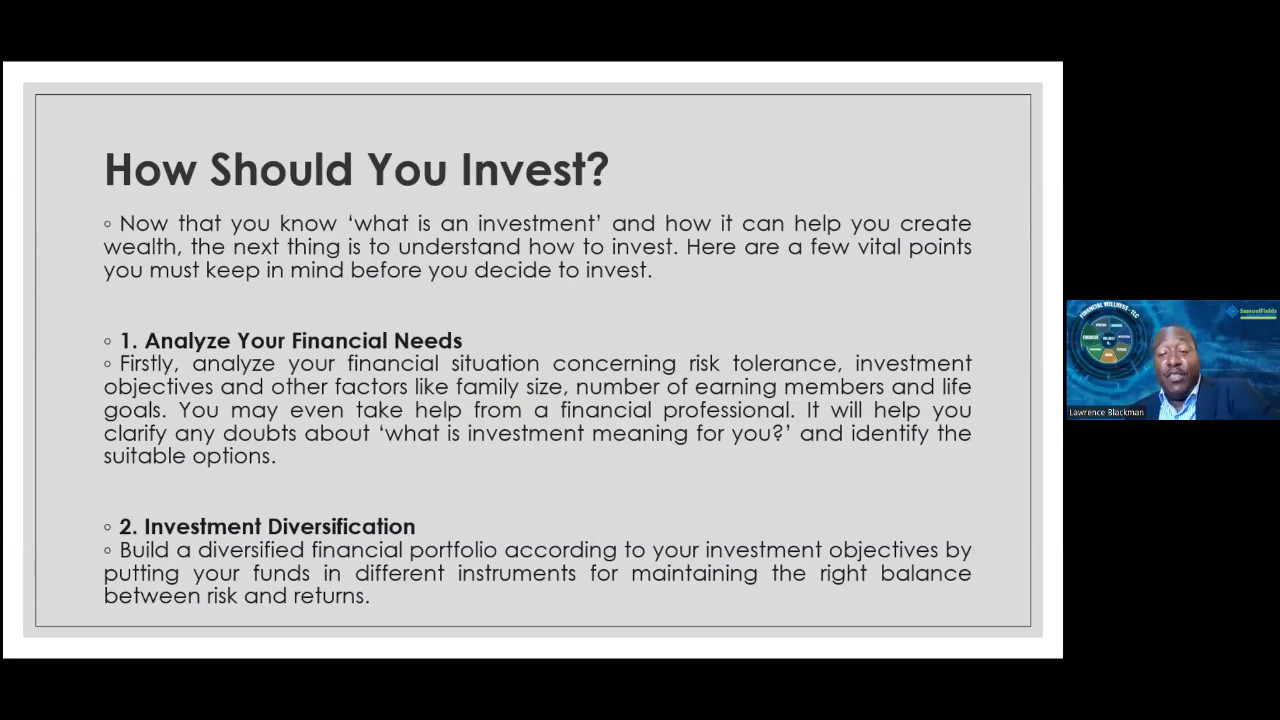 How Should You Invest?
◦ Now that you know ‘what is an investment’ and how it can help you create
wealth, the next thing is to understand how to invest. Here are a few vital points
you must keep in mind before you decide to invest.
◦ 1. Analyze Your Financial Needs
◦ Firstly, analyze your financial situation concerning risk tolerance, investment
objectives and other factors like family size, number of earning members and life
goals. You may even take help from a financial professional. It will help you
clarify any doubts about ‘what is investment meaning for you?’ and identify the
suitable options.
◦ 2. Investment Diversification
◦ Build a diversified financial portfolio according to your investment objectives by
putting your funds in different instruments for maintaining the right balance
between risk and returns.
FINANCIAL WELLNESS - TLC
SamuelFields
Lawrence Blackman